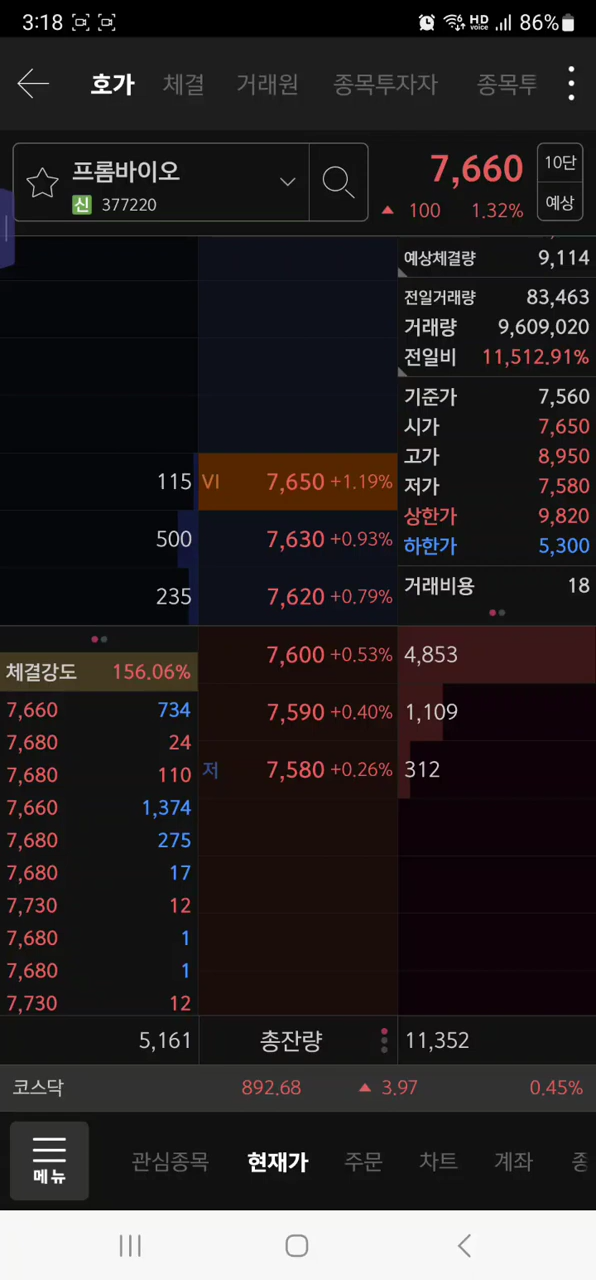 3:18 HD voice 86%
호가 체결 거래원 종목투자자 종목투
프롬바이오
신 377220
7,660
▲ 100 1.32%
10단
예상
예상체결량 9,114
전일거래량 83,463
거래량 9,609,020
전일비 11,512.91%
기준가 7,560
시가 7,650
고가 8,950
저가 7,580
상한가 9,820
하한가 5,300
거래비용 18
115 VI 7,650 +1.19%
500 7,630 +0.93%
235 7,620 +0.79%
7,600 +0.53% 4,853
7,590 +0.40% 1,109
저 7,580 +0.26% 312
체결강도 156.06%
7,660 734
7,680 24
7,680 110
7,660 1,374
7,680 275
7,680 17
7,730 12
7,680 1
7,680 1
7,730 12
5,161 총잔량 11,352
코스닥 892.68 ▲ 3.97 0.45%
메뉴 관심종목 현재가 주문 차트 계좌